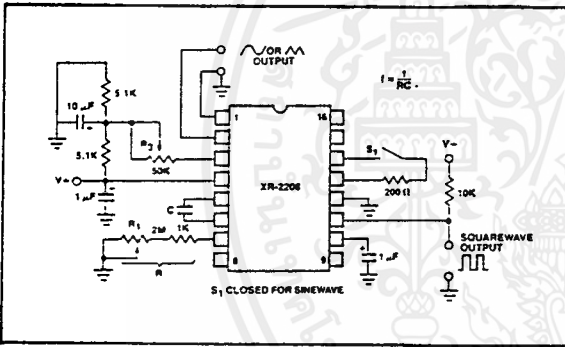 ∿ OR ⩘ OUTPUT
f = 1/RC .
5.1K
10 µF
+
5.1K
R3
50K
V+
1 µF
+
C
R1
2M
1K
R
1
8
16
9
XR-2206
S1
200 Ω
V+
10K
+
1 µF
SQUAREWAVE
OUTPUT
S1 CLOSED FOR SINEWAVE